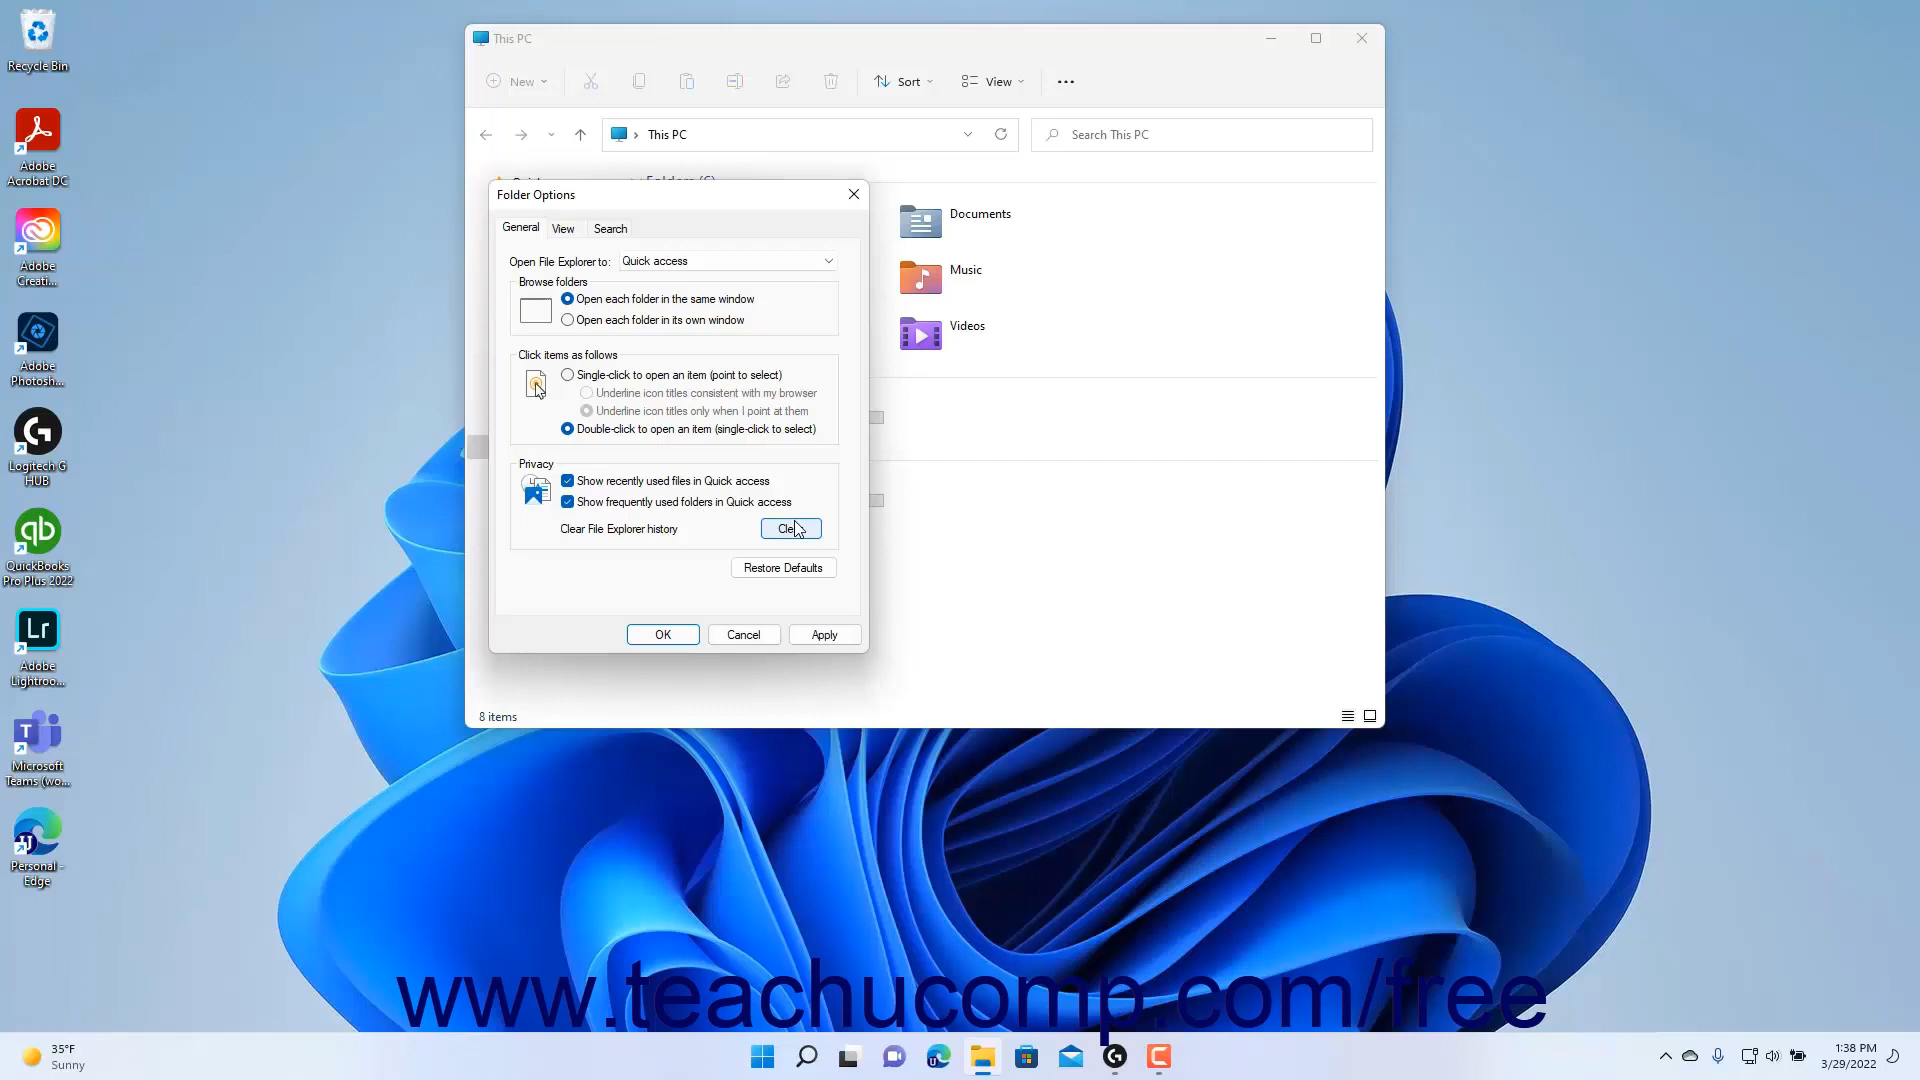 Recycle Bin
Adobe
Acrobat DC
Adobe
Creati...
Adobe
Photosh...
Logitech G
HUB
QuickBooks
Pro Plus 2022
Lr
Adobe
Lightroo...
Microsoft
Teams (wo...
Personal -
Edge
This PC
New
Sort
View
This PC
Search This PC
Folders (6)
Documents
Music
Videos
8 items
Folder Options
General
View
Search
Open File Explorer to:
Quick access
Browse folders
Open each folder in the same window
Open each folder in its own window
Click items as follows
Single-click to open an item (point to select)
Underline icon titles consistent with my browser
Underline icon titles only when I point at them
Double-click to open an item (single-click to select)
Privacy
Show recently used files in Quick access
Show frequently used folders in Quick access
Clear File Explorer history
Clear
Restore Defaults
OK
Cancel
Apply
www.teachucomp.com/free
35°F
Sunny
1:38 PM
3/29/2022